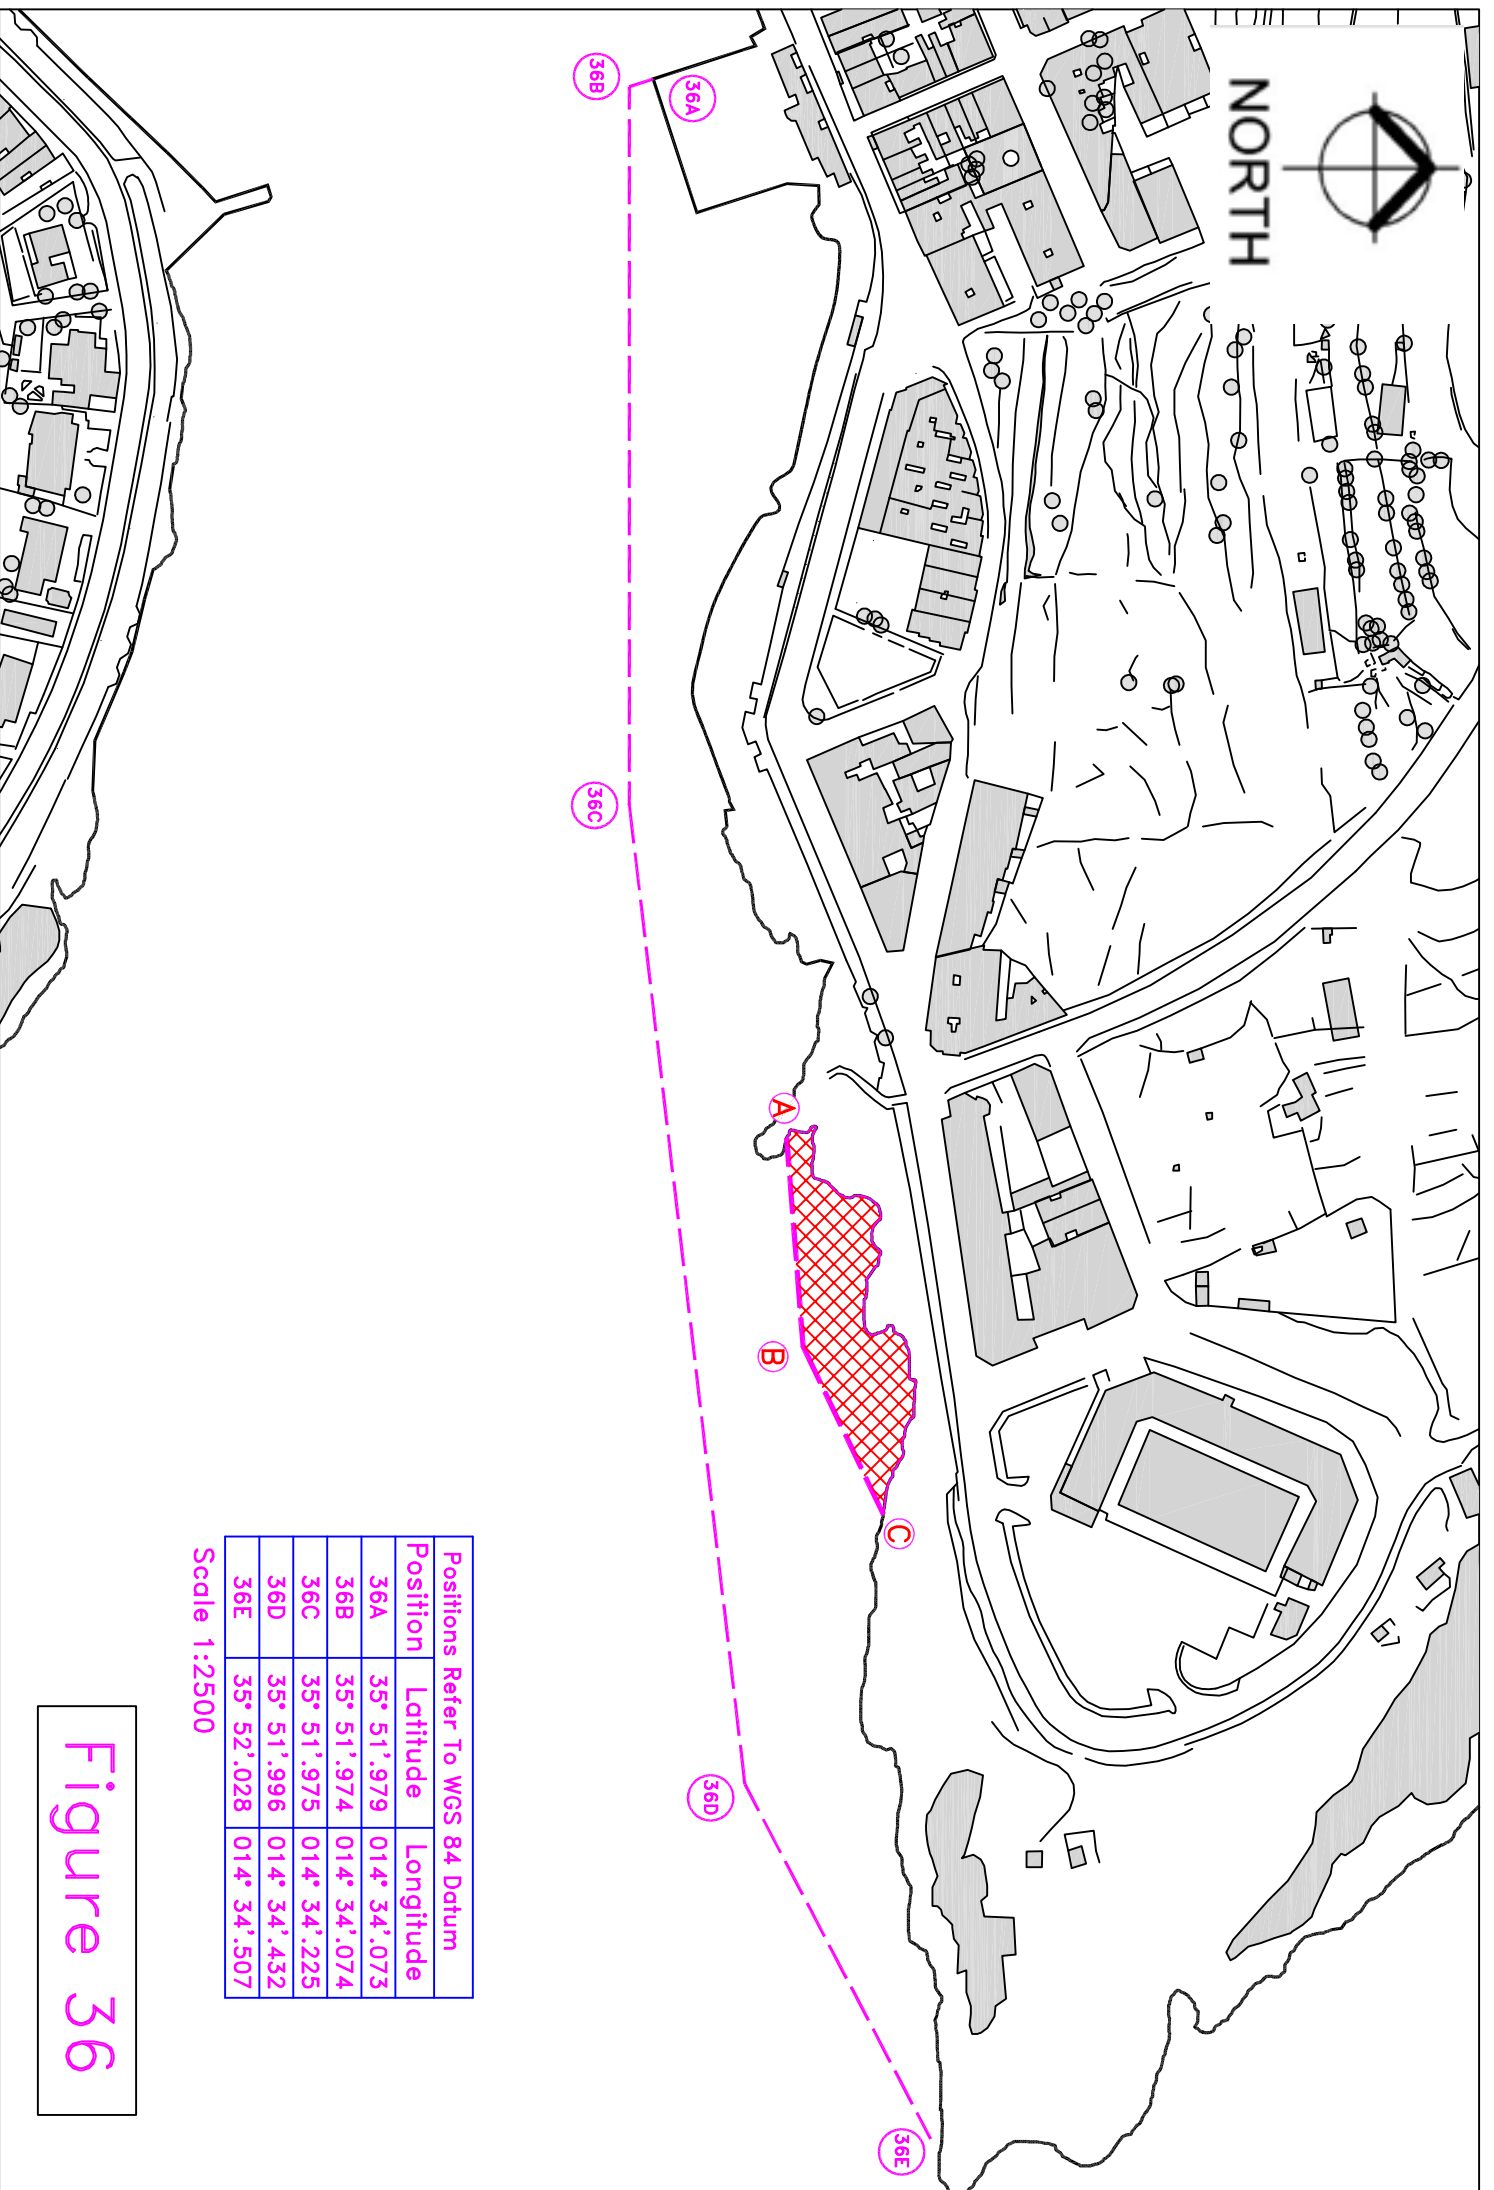 NORTH
36A
36B
36C
36D
36E
A
B
C
Positions Refer To WGS 84 Datum
Position Latitude Longitude
36A 35° 51'.979 014° 34'.073
36B 35° 51'.974 014° 34'.074
36C 35° 51'.975 014° 34'.225
36D 35° 51'.996 014° 34'.432
36E 35° 52'.028 014° 34'.507
Scale 1:2500
Figure 36